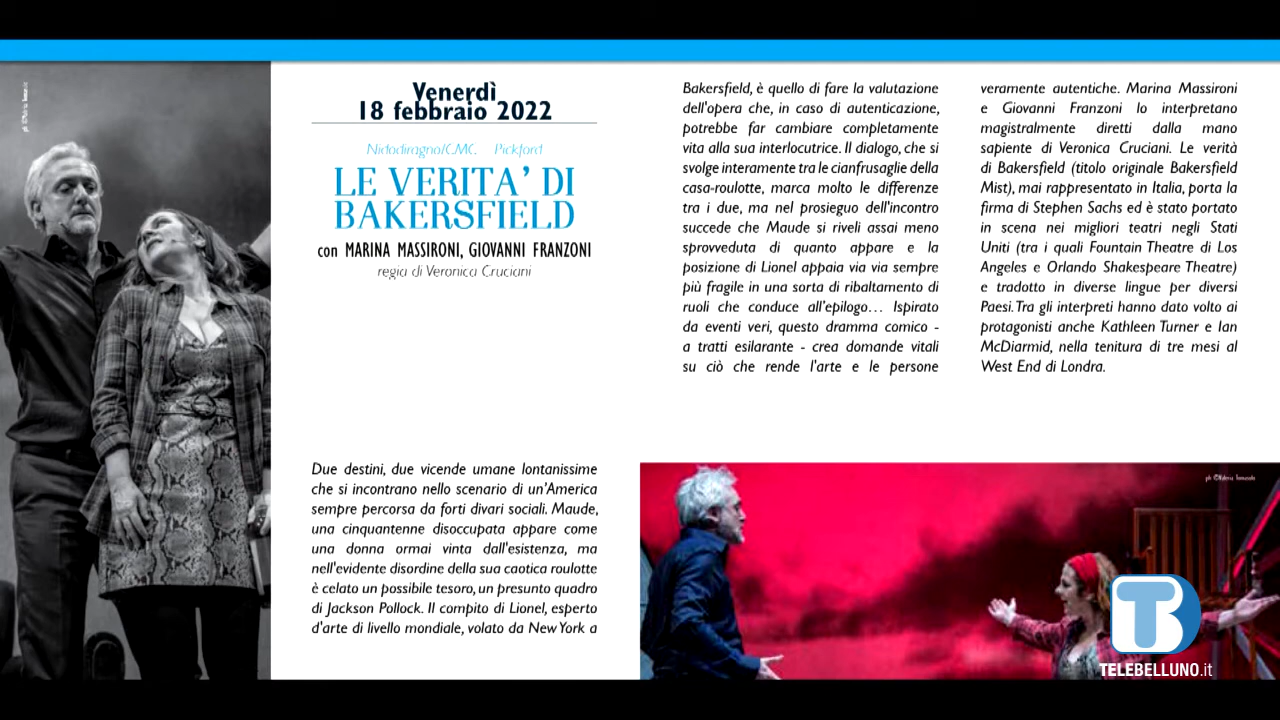 Venerdì
18 febbraio 2022
Nidodiragno/CMC Pickford
LE VERITA' DI
BAKERSFIELD
con MARINA MASSIRONI, GIOVANNI FRANZONI
regia di Veronica Cruciani
Due destini, due vicende umane lontanissime
che si incontrano nello scenario di un'America
sempre percorsa da forti divari sociali. Maude,
una cinquantenne disoccupata appare come
una donna ormai vinta dall'esistenza, ma
nell'evidente disordine della sua caotica roulotte
è celato un possibile tesoro, un presunto quadro
di Jackson Pollock. Il compito di Lionel, esperto
d'arte di livello mondiale, volato da New York a
Bakersfield, è quello di fare la valutazione
dell'opera che, in caso di autenticazione,
potrebbe far cambiare completamente
vita alla sua interlocutrice. Il dialogo, che si
svolge interamente tra le cianfrusaglie della
casa-roulotte, marca molto le differenze
tra i due, ma nel prosieguo dell'incontro
succede che Maude si riveli assai meno
sprovveduta di quanto appare e la
posizione di Lionel appaia via via sempre
più fragile in una sorta di ribaltamento di
ruoli che conduce all'epilogo… Ispirato
da eventi veri, questo dramma comico -
a tratti esilarante - crea domande vitali
su ciò che rende l'arte e le persone
veramente autentiche. Marina Massironi
e Giovanni Franzoni lo interpretano
magistralmente diretti dalla mano
sapiente di Veronica Cruciani. Le verità
di Bakersfield (titolo originale Bakersfield
Mist), mai rappresentato in Italia, porta la
firma di Stephen Sachs ed è stato portato
in scena nei migliori teatri negli Stati
Uniti (tra i quali Fountain Theatre di Los
Angeles e Orlando Shakespeare Theatre)
e tradotto in diverse lingue per diversi
Paesi. Tra gli interpreti hanno dato volto ai
protagonisti anche Kathleen Turner e Ian
McDiarmid, nella tenitura di tre mesi al
West End di Londra.
TELEBELLUNO.it